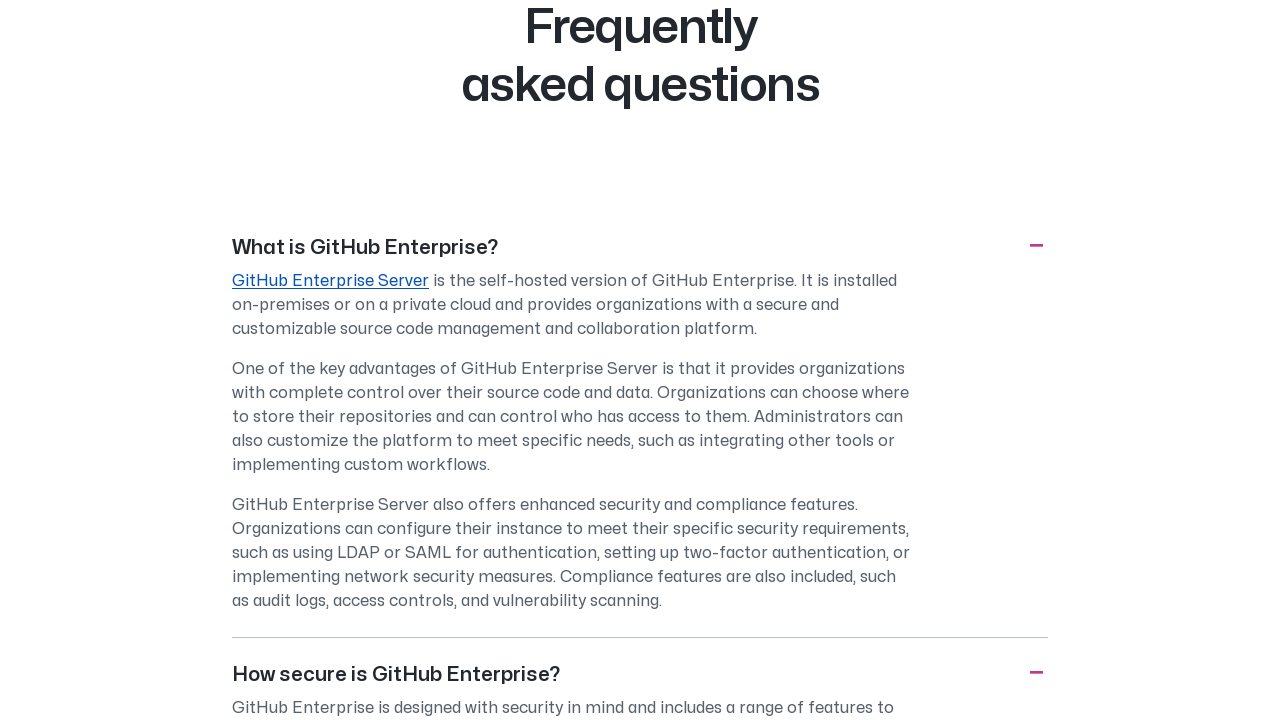 Frequently
asked questions
What is GitHub Enterprise?
GitHub Enterprise Server is the self-hosted version of GitHub Enterprise. It is installed
on-premises or on a private cloud and provides organizations with a secure and
customizable source code management and collaboration platform.
One of the key advantages of GitHub Enterprise Server is that it provides organizations
with complete control over their source code and data. Organizations can choose where
to store their repositories and can control who has access to them. Administrators can
also customize the platform to meet specific needs, such as integrating other tools or
implementing custom workflows.
GitHub Enterprise Server also offers enhanced security and compliance features.
Organizations can configure their instance to meet their specific security requirements,
such as using LDAP or SAML for authentication, setting up two-factor authentication, or
implementing network security measures. Compliance features are also included, such
as audit logs, access controls, and vulnerability scanning.
How secure is GitHub Enterprise?
GitHub Enterprise is designed with security in mind and includes a range of features to